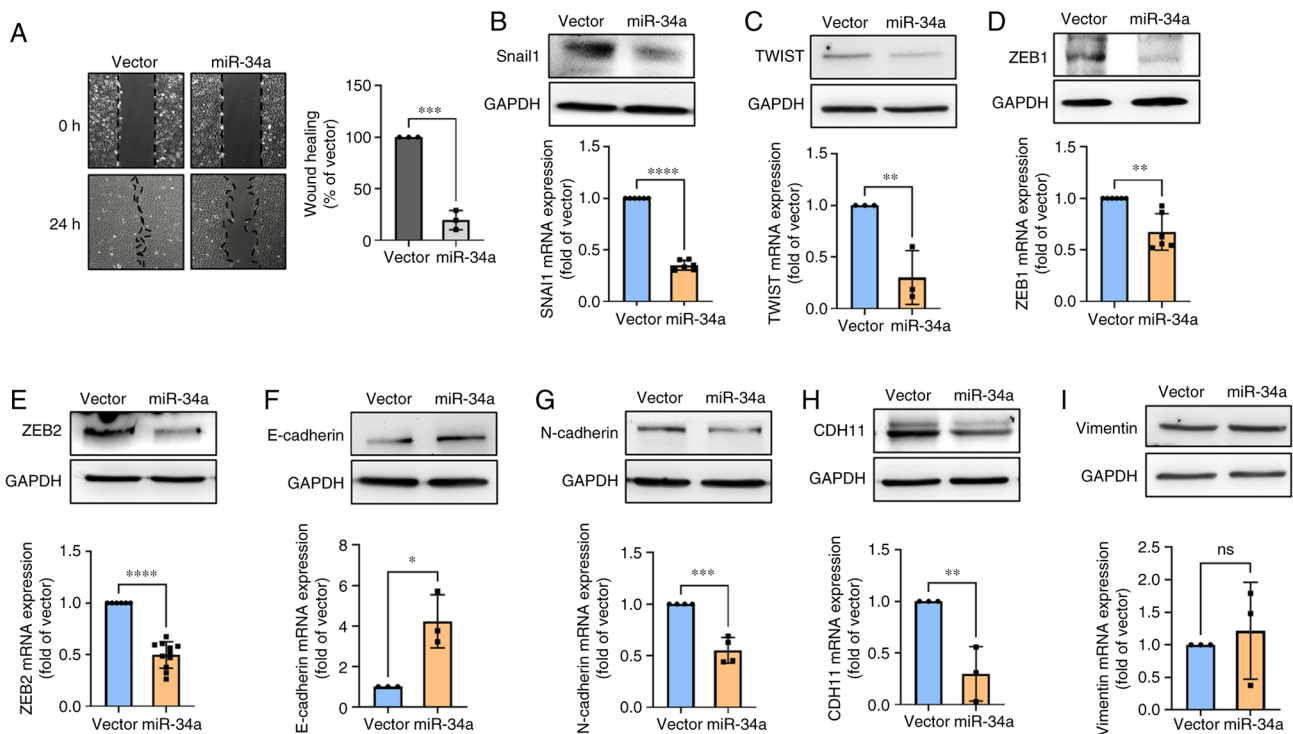 A
Vector miR-34a
0 h
24 h
Wound healing
(% of vector)
150
100
50
0
***
Vector miR-34a
B
Vector miR-34a
Snail1
GAPDH
SNAI1 mRNA expression
(fold of vector)
1.5
1.0
0.5
0.0
****
Vector miR-34a
C
Vector miR-34a
TWIST
GAPDH
TWIST mRNA expression
(fold of vector)
1.5
1.0
0.5
0.0
**
Vector miR-34a
D
Vector miR-34a
ZEB1
GAPDH
ZEB1 mRNA expression
(fold of vector)
1.5
1.0
0.5
0.0
**
Vector miR-34a
E
Vector miR-34a
ZEB2
GAPDH
ZEB2 mRNA expression
(fold of vector)
1.5
1.0
0.5
0.0
****
Vector miR-34a
F
Vector miR-34a
E-cadherin
GAPDH
E-cadherin mRNA expression
(fold of vector)
8
6
4
2
0
*
Vector miR-34a
G
Vector miR-34a
N-cadherin
GAPDH
N-cadherin mRNA expression
(fold of vector)
1.5
1.0
0.5
0.0
***
Vector miR-34a
H
Vector miR-34a
CDH11
GAPDH
CDH11 mRNA expression
(fold of vector)
1.5
1.0
0.5
0.0
**
Vector miR-34a
I
Vector miR-34a
Vimentin
GAPDH
Vimentin mRNA expression
(fold of vector)
2.5
2.0
1.5
1.0
0.5
0.0
ns
Vector miR-34a